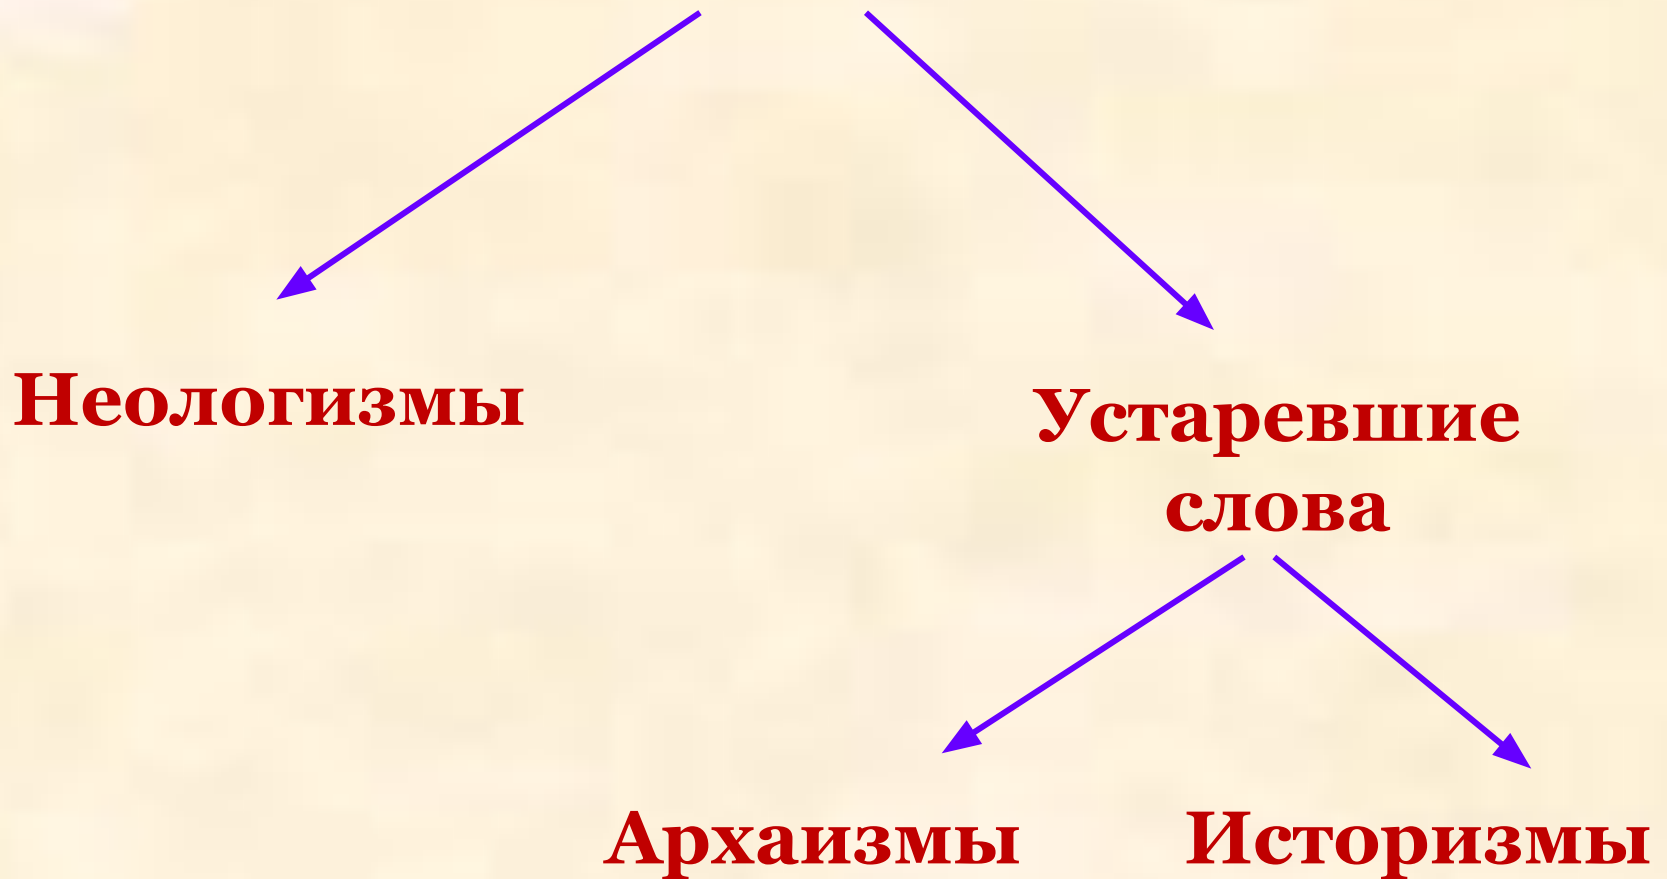 Неологизмы
Устаревшие
слова
Архаизмы
Историзмы